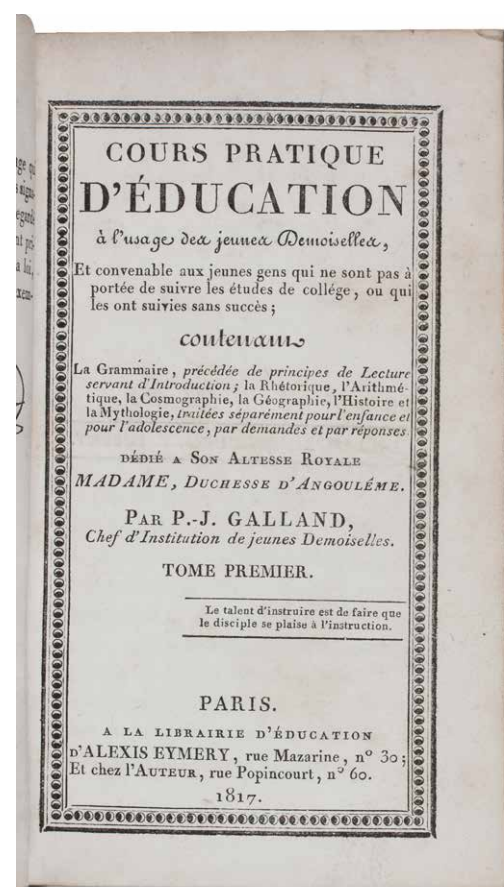 COURS PRATIQUE
D'ÉDUCATION
à l'usage des jeunes Demoiselles,
Et convenable aux jeunes gens qui ne sont pas à
portée de suivre les études de collége, ou qui
les ont suivies sans succès ;
contenant
La Grammaire, précédée de principes de Lecture
servant d'Introduction ; la Rhétorique, l'Arithmé-
tique, la Cosmographie, la Géographie, l'Histoire et
la Mythologie, traitées séparément pour l'enfance et
pour l'adolescence, par demandes et par réponses
DÉDIÉ A SON ALTESSE ROYALE
MADAME, DUCHESSE D'ANGOULÉME.
PAR P.-J. GALLAND,
Chef d'Institution de jeunes Demoiselles.
TOME PREMIER.
Le talent d'instruire est de faire que
le disciple se plaise à l'instruction.
PARIS.
A LA LIBRAIRIE D'ÉDUCATION
D'ALEXIS EYMERY, rue Mazarine, n° 30 ;
Et chez l'AUTEUR, rue Popincourt, n° 60.
1817.